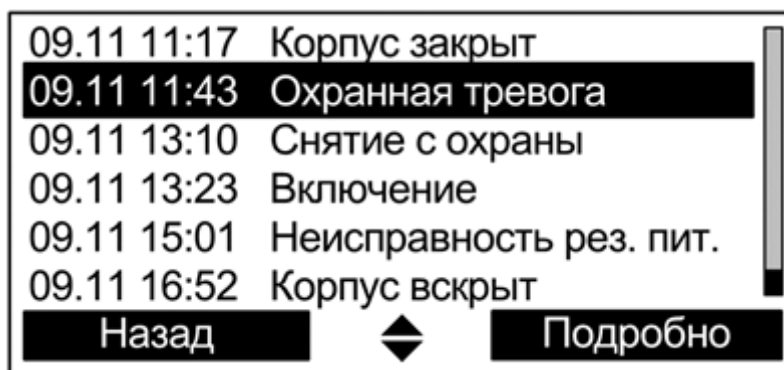 09.11 11:17 Корпус закрыт
09.11 11:43 Охранная тревога
09.11 13:10 Снятие с охраны
09.11 13:23 Включение
09.11 15:01 Неисправность рез. пит.
09.11 16:52 Корпус вскрыт
Назад Подробно